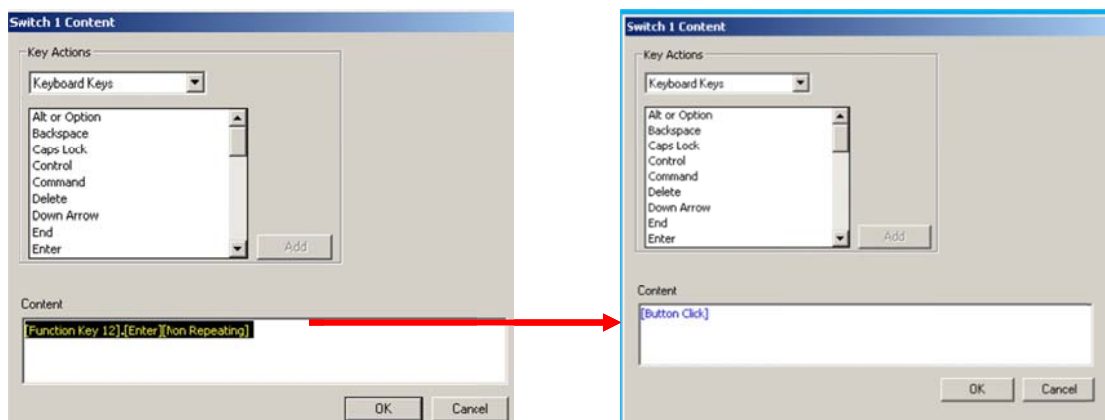 Switch 1 Content
Key Actions
Keyboard Keys
Alt or Option
Backspace
Caps Lock
Control
Command
Delete
Down Arrow
End
Enter
Add
Content
[Function Key 12].[Enter][Non Repeating]
OK Cancel
Switch 1 Content
Key Actions
Keyboard Keys
Alt or Option
Backspace
Caps Lock
Control
Command
Delete
Down Arrow
End
Enter
Add
Content
[Button Click]
OK Cancel